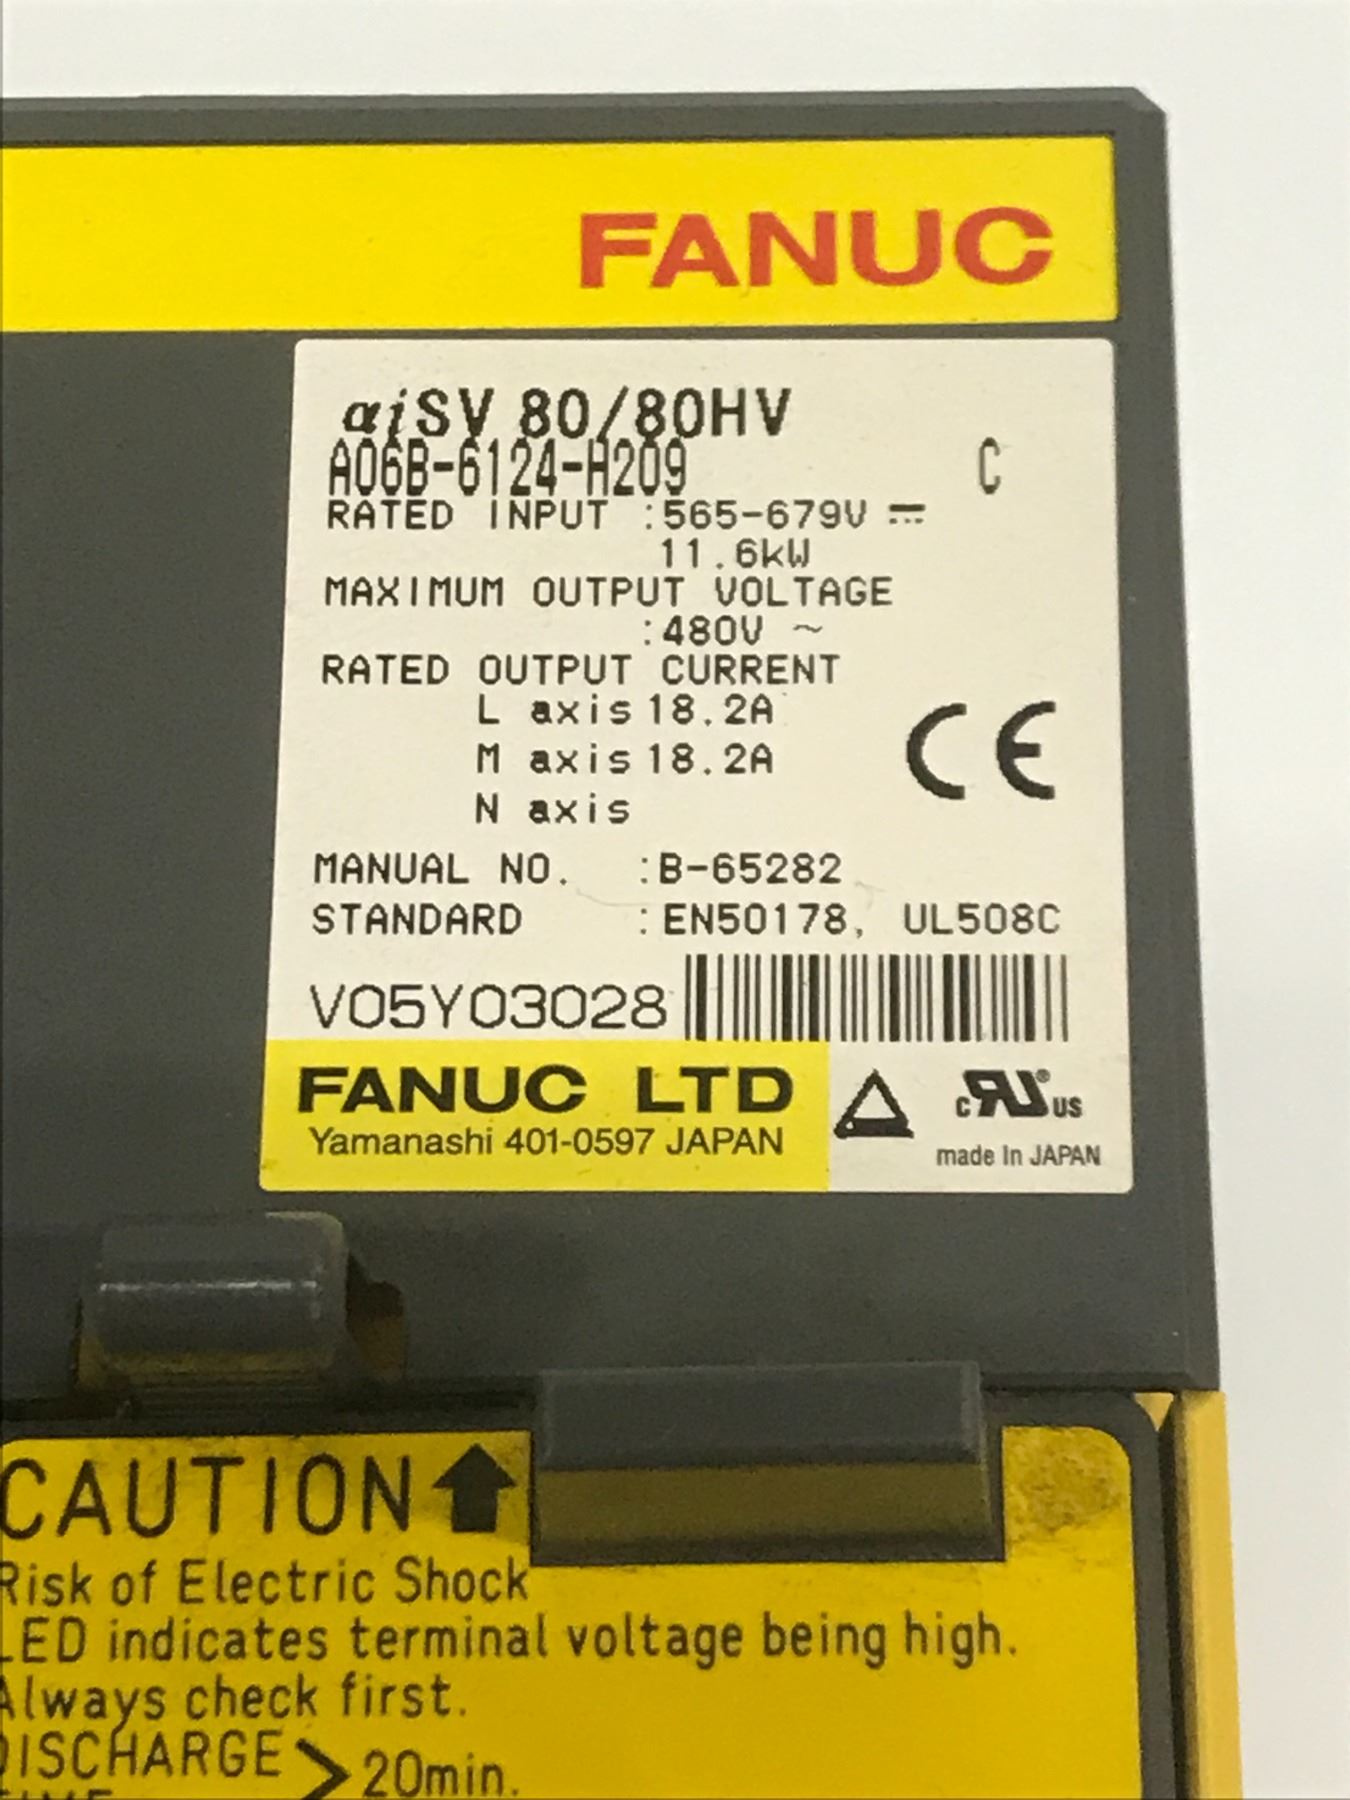 FANUC
αiSV 80/80HV
A06B-6124-H209 C
RATED INPUT :565-679V ⎓
11.6kW
MAXIMUM OUTPUT VOLTAGE
:480V ~
RATED OUTPUT CURRENT
L axis 18.2A
M axis 18.2A
N axis
CE
MANUAL NO. :B-65282
STANDARD :EN50178, UL508C
V05Y03028
FANUC LTD
Yamanashi 401-0597 JAPAN
c RU ® US
made In JAPAN
CAUTION
Risk of Electric Shock
LED indicates terminal voltage being high.
Always check first.
DISCHARGE > 20min.